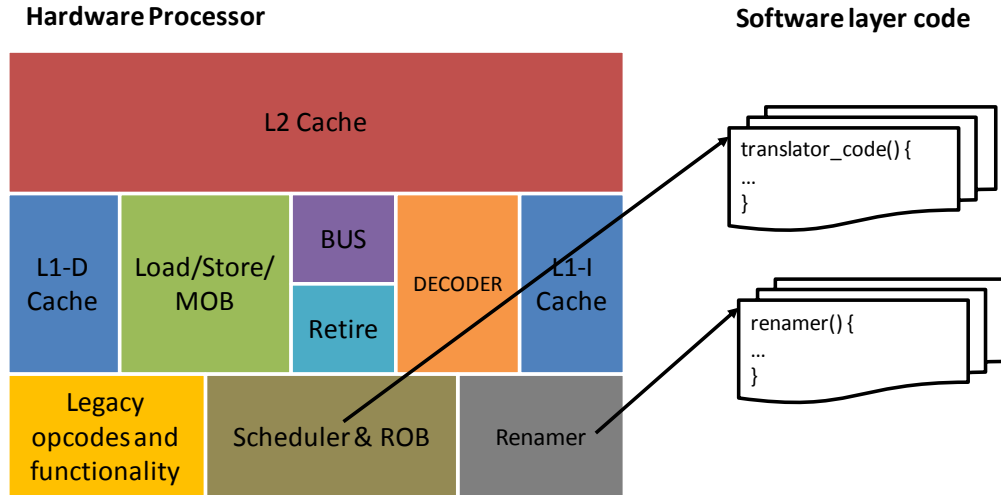 Hardware Processor
Software layer code
L2 Cache
translator_code() {
...
}
L1-D
Cache
Load/Store/
MOB
BUS
Retire
DECODER
L1-I
Cache
renamer() {
...
}
Legacy
opcodes and
functionality
Scheduler & ROB
Renamer